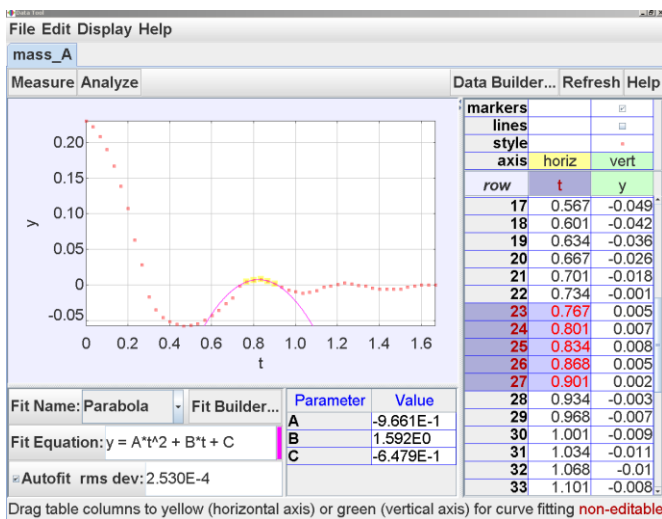 Data Tool
File Edit Display Help
mass_A
Measure Analyze Data Builder... Refresh Help
markers
lines
style
axis horiz vert
row t y
17 0.567 -0.049
18 0.601 -0.042
19 0.634 -0.036
20 0.667 -0.026
21 0.701 -0.018
22 0.734 -0.001
23 0.767 0.005
24 0.801 0.007
25 0.834 0.008
26 0.868 0.005
27 0.901 0.002
28 0.934 -0.003
29 0.968 -0.007
30 1.001 -0.009
31 1.034 -0.011
32 1.068 -0.01
33 1.101 -0.008
0.20
0.15
0.10
0.05
0
-0.05
y
0 0.2 0.4 0.6 0.8 1.0 1.2 1.4 1.6
t
Fit Name: Parabola Fit Builder...
Fit Equation: y = A*t^2 + B*t + C
Autofit rms dev: 2.530E-4
Parameter Value
A -9.661E-1
B 1.592E0
C -6.479E-1
Drag table columns to yellow (horizontal axis) or green (vertical axis) for curve fitting non-editable